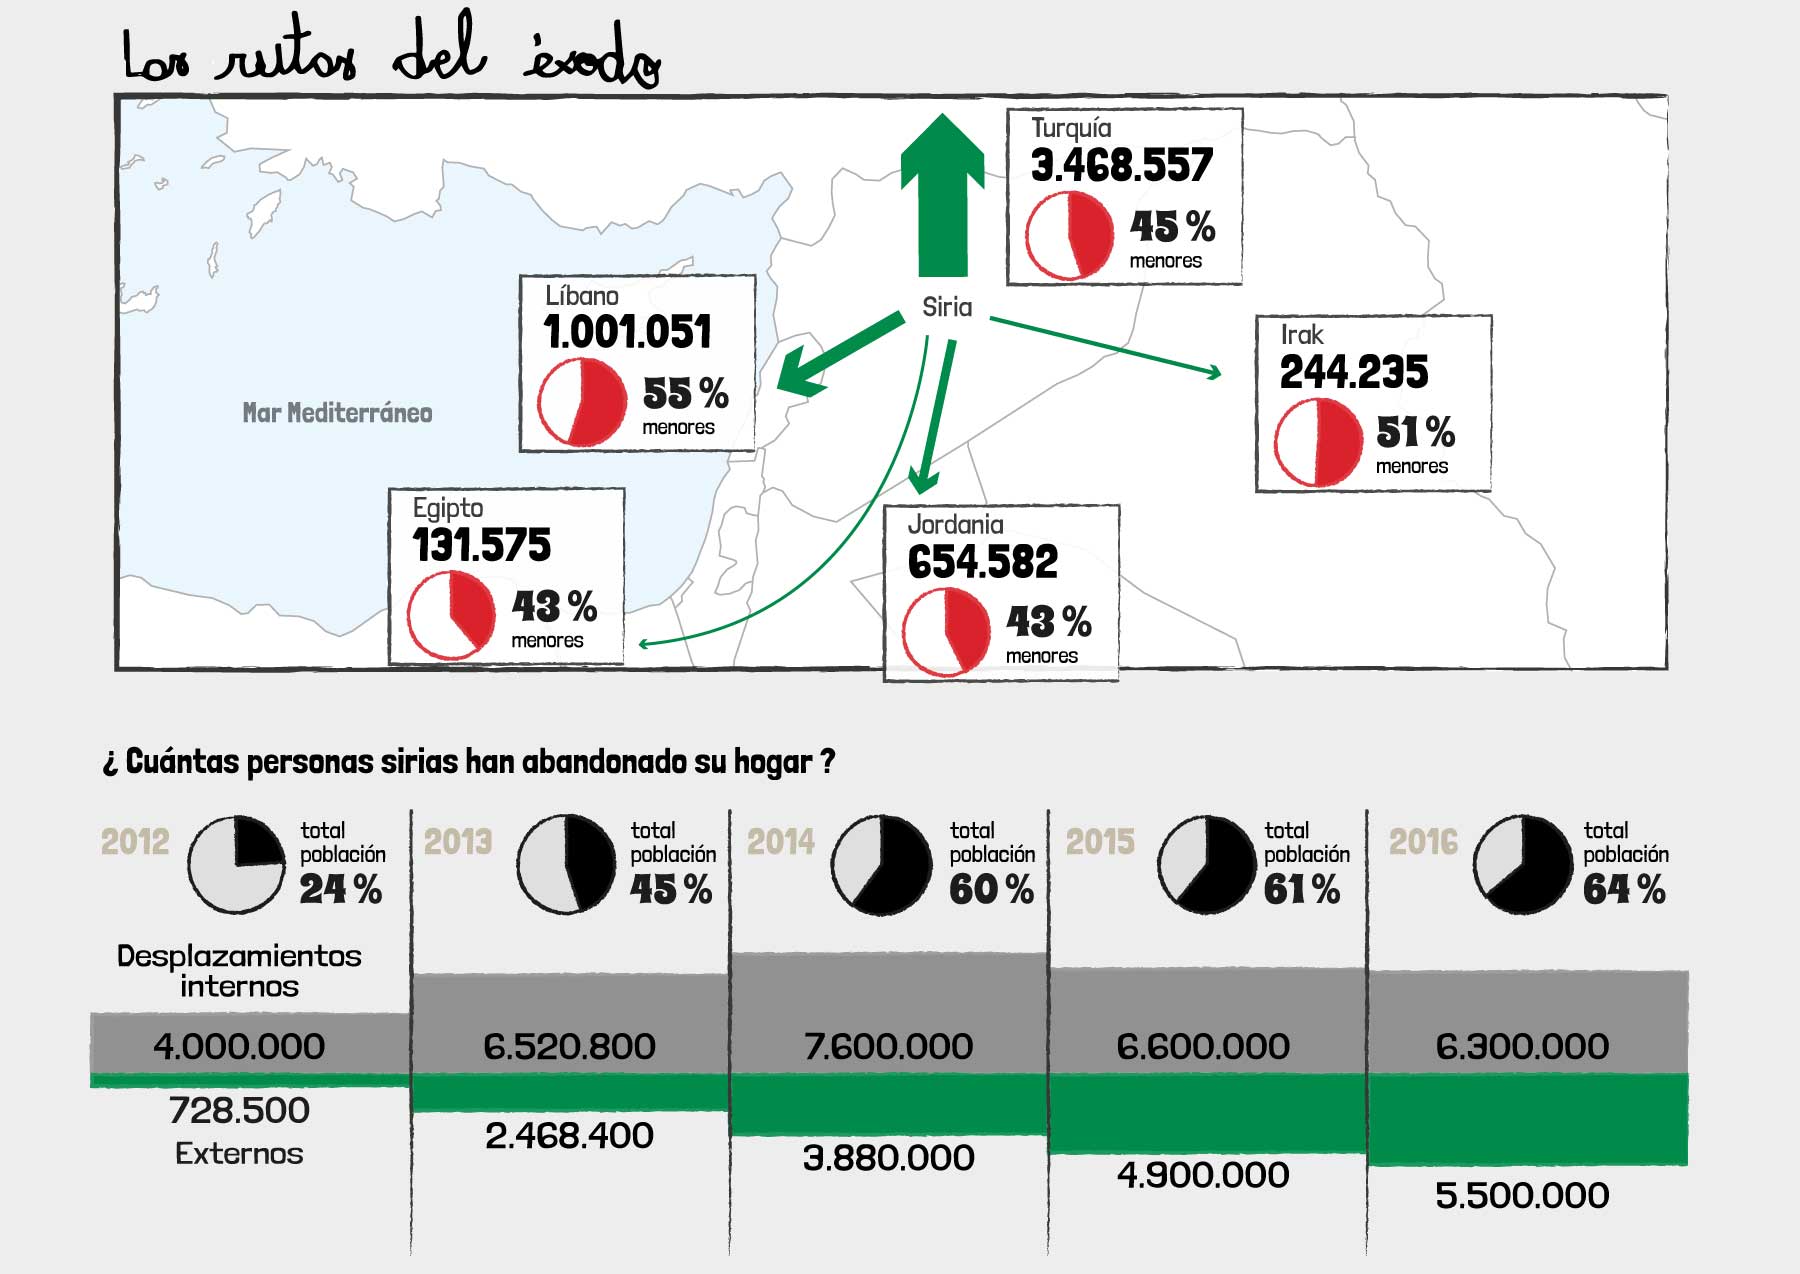 Las rutas del éxodo
Turquía
3.468.557
45 %
menores
Siria
Líbano
1.001.051
55 %
menores
Irak
244.235
51 %
menores
Mar Mediterráneo
Egipto
131.575
43 %
menores
Jordania
654.582
43 %
menores
¿ Cuántas personas sirias han abandonado su hogar ?
2012
total
población
24 %
2013
total
población
45 %
2014
total
población
60 %
2015
total
población
61 %
2016
total
población
64 %
Desplazamientos
internos
4.000.000
6.520.800
7.600.000
6.600.000
6.300.000
728.500
Externos
2.468.400
3.880.000
4.900.000
5.500.000